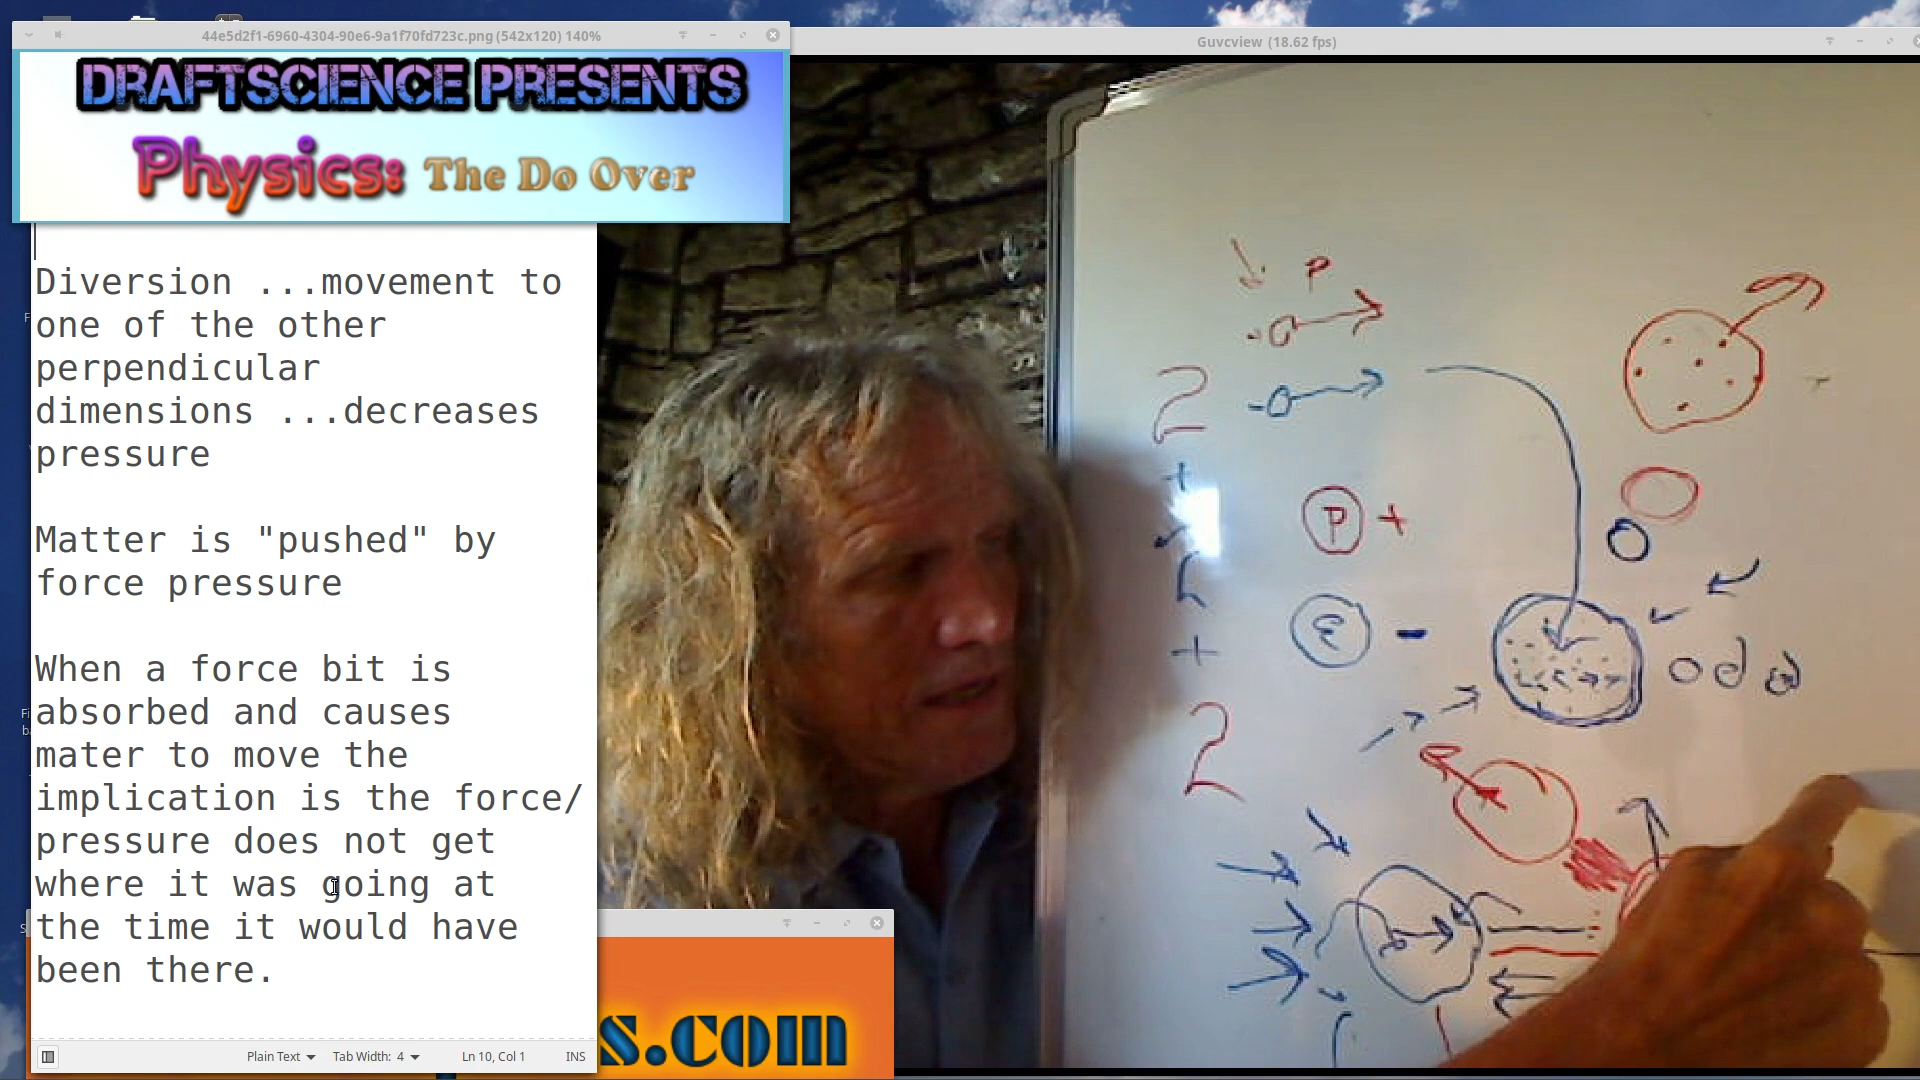 44e5d2f1-6960-4304-90e6-9a1f70fd723c.png (542x120) 140%
Guvcview (18.62 fps)
DRAFTSCIENCE PRESENTS
Physics: The Do Over
Diversion ...movement to
one of the other
perpendicular
dimensions ...decreases
pressure
Matter is "pushed" by
force pressure
When a force bit is
absorbed and causes
mater to move the
implication is the force/
pressure does not get
where it was going at
the time it would have
been there.
Plain Text
Tab Width: 4
Ln 10, Col 1
INS
s.com
P
2
+
P +
+
2